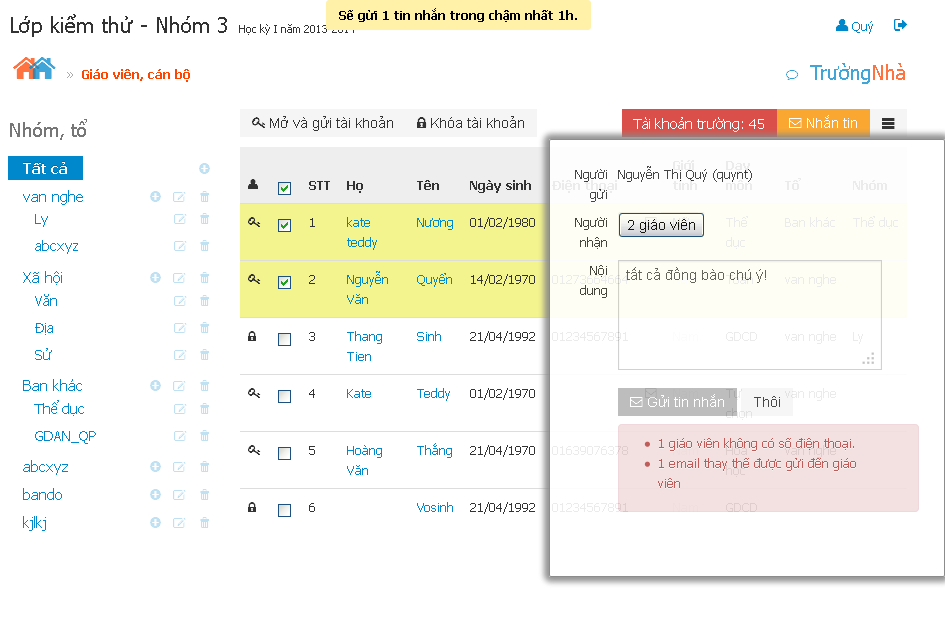 Sẽ gửi 1 tin nhắn trong chậm nhất 1h.
Lớp kiểm thử - Nhóm 3 Học kỳ I năm 2013-2014
Quý
» Giáo viên, cán bộ
TrườngNhà
Nhóm, tổ
Mở và gửi tài khoản Khóa tài khoản
Tài khoản trường: 45 Nhắn tin
Tất cả
van nghe
Ly
abcxyz
Xã hội
Văn
Địa
Sử
Ban khác
Thể dục
GDAN_QP
abcxyz
bando
kjlkj
STT Họ Tên Ngày sinh Điện thoại Giới tính Dạy môn Tổ Nhóm
1 kate teddy Nương 01/02/1980 Thể dục Ban khác Thể dục
2 Nguyễn Văn Quyển 14/02/1970 van nghe
3 Thang Tien Sinh 21/04/1992 01234567891 GDCD van nghe Ly
4 Kate Teddy 01/02/1970 van nghe
5 Hoàng Văn Thắng 21/04/1970 01639076378 van nghe
6 Vosinh 21/04/1992 01234567891 GDCD
Người gửi
Nguyễn Thị Quý (quynt)
Người nhận
2 giáo viên
Nội dung
tất cả đồng bào chú ý!
Gửi tin nhắn Thôi
1 giáo viên không có số điện thoại.
1 email thay thế được gửi đến giáo
viên